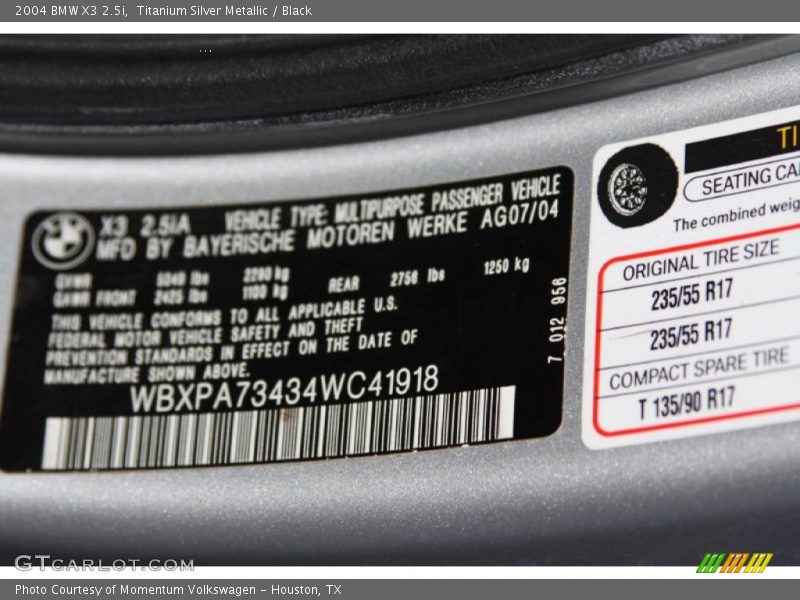 2004 BMW X3 2.5i,  Titanium Silver Metallic / Black
X3 2.5iA VEHICLE TYPE: MULTIPURPOSE PASSENGER VEHICLE
MFD BY BAYERISCHE MOTOREN WERKE AG07/04
GVWR 5040 lbs 2290 kg
GAWR FRONT 2425 lbs 1100 kg REAR 2756 lbs 1250 kg
THIS VEHICLE CONFORMS TO ALL APPLICABLE U.S.
FEDERAL MOTOR VEHICLE SAFETY AND THEFT
PREVENTION STANDARDS IN EFFECT ON THE DATE OF
MANUFACTURE SHOWN ABOVE.
WBXPA73434WC41918
7 012 956
TI
SEATING CA
The combined weig
ORIGINAL TIRE SIZE
235/55 R17
235/55 R17
COMPACT SPARE TIRE
T 135/90 R17
GTCARLOT.COM
Photo Courtesy of Momentum Volkswagen - Houston, TX